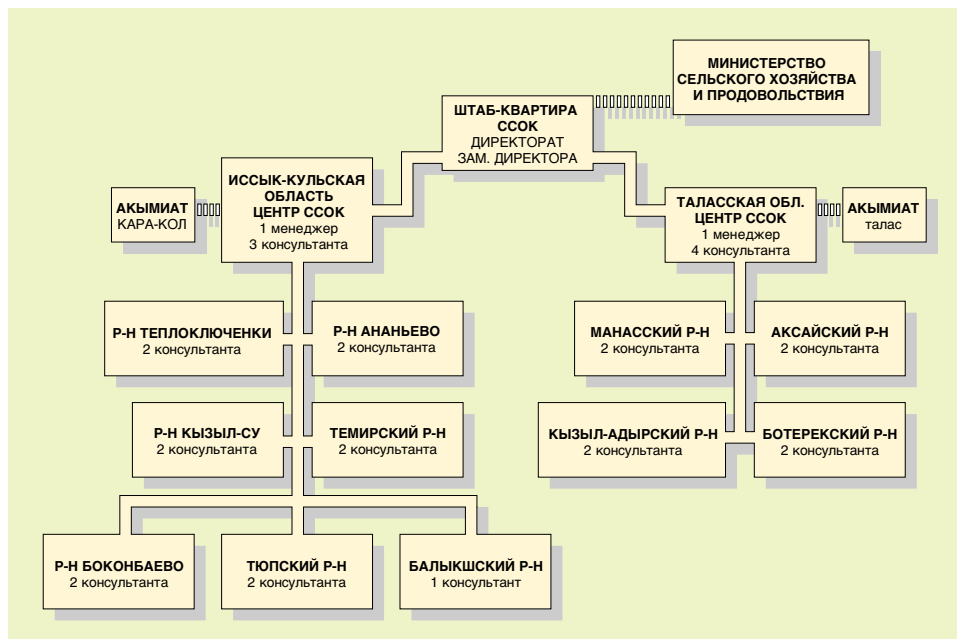 МИНИСТЕРСТВО
СЕЛЬСКОГО ХОЗЯЙСТВА
И ПРОДОВОЛЬСТВИЯ
ШТАБ-КВАРТИРА
ССОК
ДИРЕКТОРАТ
ЗАМ. ДИРЕКТОРА
АКЫМИАТ
КАРА-КОЛ
ИССЫК-КУЛЬСКАЯ
ОБЛАСТЬ
ЦЕНТР ССОК
1 менеджер
3 консультанта
ТАЛАССКАЯ ОБЛ.
ЦЕНТР ССОК
1 менеджер
4 консультанта
АКЫМИАТ
талас
Р-Н ТЕПЛОКЛЮЧЕНКИ
2 консультанта
Р-Н АНАНЬЕВО
2 консультанта
МАНАССКИЙ Р-Н
2 консультанта
АКСАЙСКИЙ Р-Н
2 консультанта
Р-Н КЫЗЫЛ-СУ
2 консультанта
ТЕМИРСКИЙ Р-Н
2 консультанта
КЫЗЫЛ-АДЫРСКИЙ Р-Н
2 консультанта
БОТЕРЕКСКИЙ Р-Н
2 консультанта
Р-Н БОКОНБАЕВО
2 консультанта
ТЮПСКИЙ Р-Н
2 консультанта
БАЛЫКШСКИЙ Р-Н
1 консультант